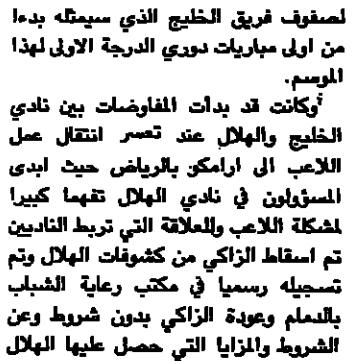 لصفوف فريق الخليج الذي سيمثله بدءا
من اولى مباريات دوري الدرجة الاولى لهذا
الموسم.
وكانت قد بدأت المفاوضات بين نادي
الخليج والهلال عند تعسر انتقال عمل
اللاعب الى ارامكو بالرياض حيث ابدى
المسؤولون في نادي الهلال تفهما كبيرا
لمشكلة اللاعب وللعلاقة التي تربط الناديين
تم اسقاط الزاكي من كشوفات الهلال وتم
تسجيله رسميا في مكتب رعاية الشباب
بالدمام وعودة الزاكي بدون شروط وعن
الشروط والمزايا التي حصل عليها الهلال